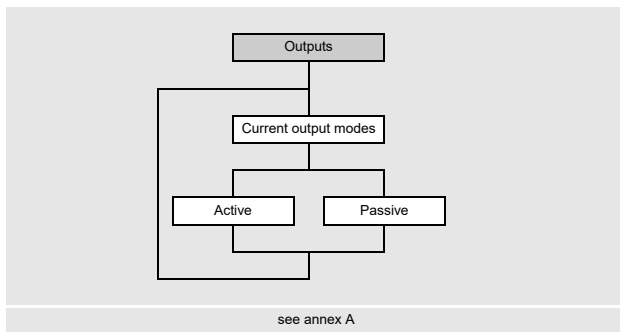 Outputs
Current output modes
Active
Passive
see annex A